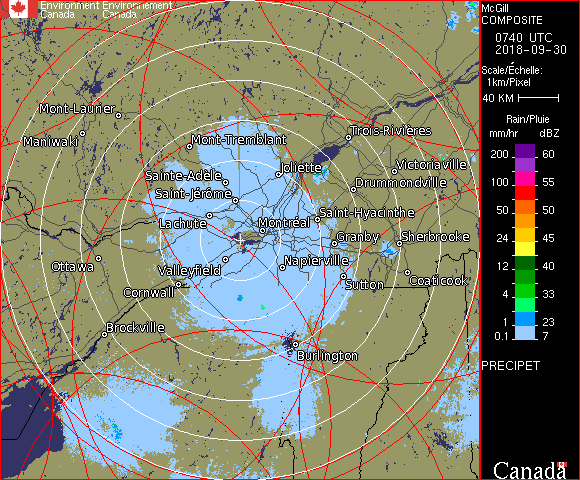 Environment Environnement
Canada Canada
McGill
COMPOSITE
0740 UTC
2018-09-30
Scale/Échelle:
1km/Pixel
40 KM
Rain/Pluie
mm/hr dBZ
200 60
100 55
50 50
24 45
12 40
4 33
1 23
0.1 7
PRECIPET
Canada
Mont-Laurier
Maniwaki
Mont-Tremblant
Trois-Rivières
Joliette
Victoriaville
Sainte-Adèle
Drummondville
Saint-Jérôme
Lachute
Saint-Hyacinthe
Montréal
Granby
Sherbrooke
Ottawa
Valleyfield
Napierville
Cornwall
Sutton
Coaticook
Brockville
Burlington